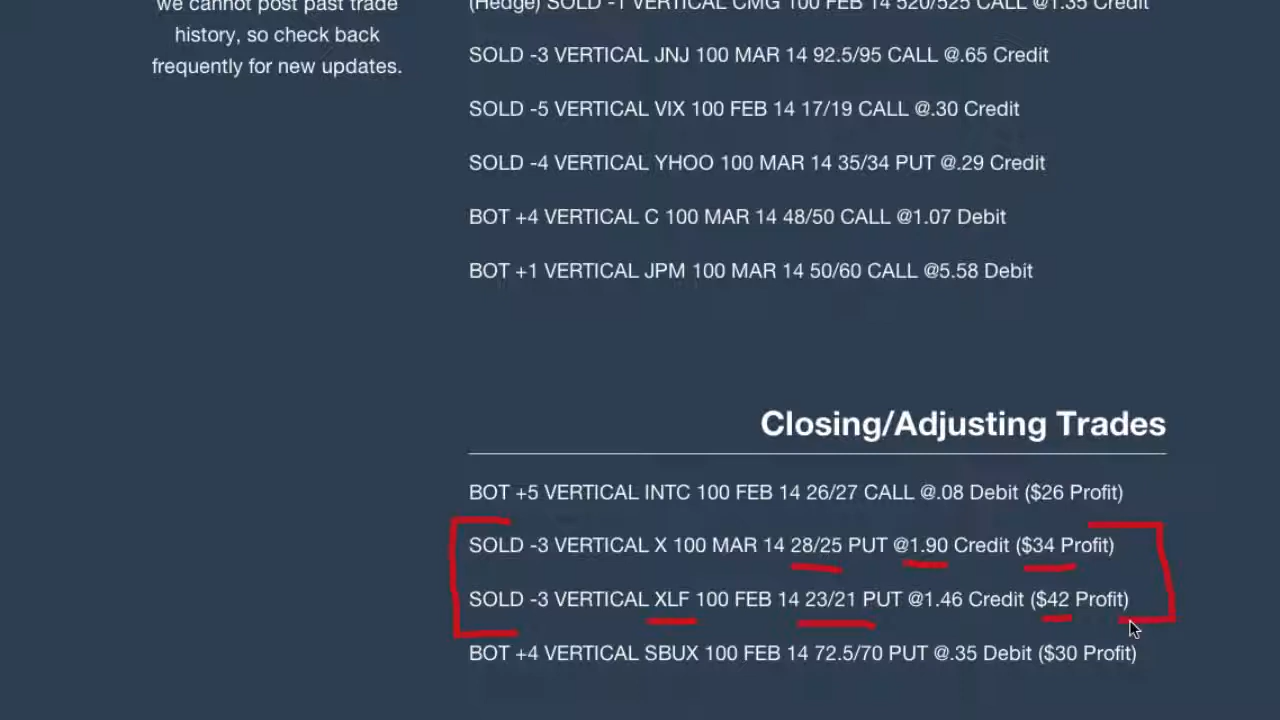 we cannot post past trade
history, so check back
frequently for new updates.
(Hedge) SOLD -1 VERTICAL CMG 100 FEB 14 520/525 CALL @1.35 Credit
SOLD -3 VERTICAL JNJ 100 MAR 14 92.5/95 CALL @.65 Credit
SOLD -5 VERTICAL VIX 100 FEB 14 17/19 CALL @.30 Credit
SOLD -4 VERTICAL YHOO 100 MAR 14 35/34 PUT @.29 Credit
BOT +4 VERTICAL C 100 MAR 14 48/50 CALL @1.07 Debit
BOT +1 VERTICAL JPM 100 MAR 14 50/60 CALL @5.58 Debit
Closing/Adjusting Trades
BOT +5 VERTICAL INTC 100 FEB 14 26/27 CALL @.08 Debit ($26 Profit)
SOLD -3 VERTICAL X 100 MAR 14 28/25 PUT @1.90 Credit ($34 Profit)
SOLD -3 VERTICAL XLF 100 FEB 14 23/21 PUT @1.46 Credit ($42 Profit)
BOT +4 VERTICAL SBUX 100 FEB 14 72.5/70 PUT @.35 Debit ($30 Profit)